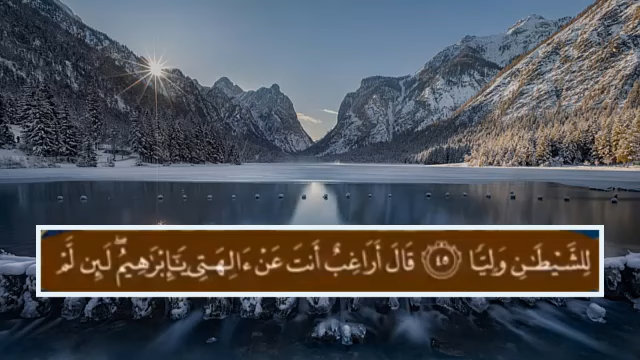 لِلشَّيْطَٰنِ وَلِيًّا ﴿٤٥﴾ قَالَ أَرَاغِبٌ أَنتَ عَنْ ءَالِهَتِى يَٰٓإِبْرَٰهِيمُ ۖ لَئِن لَّمْ